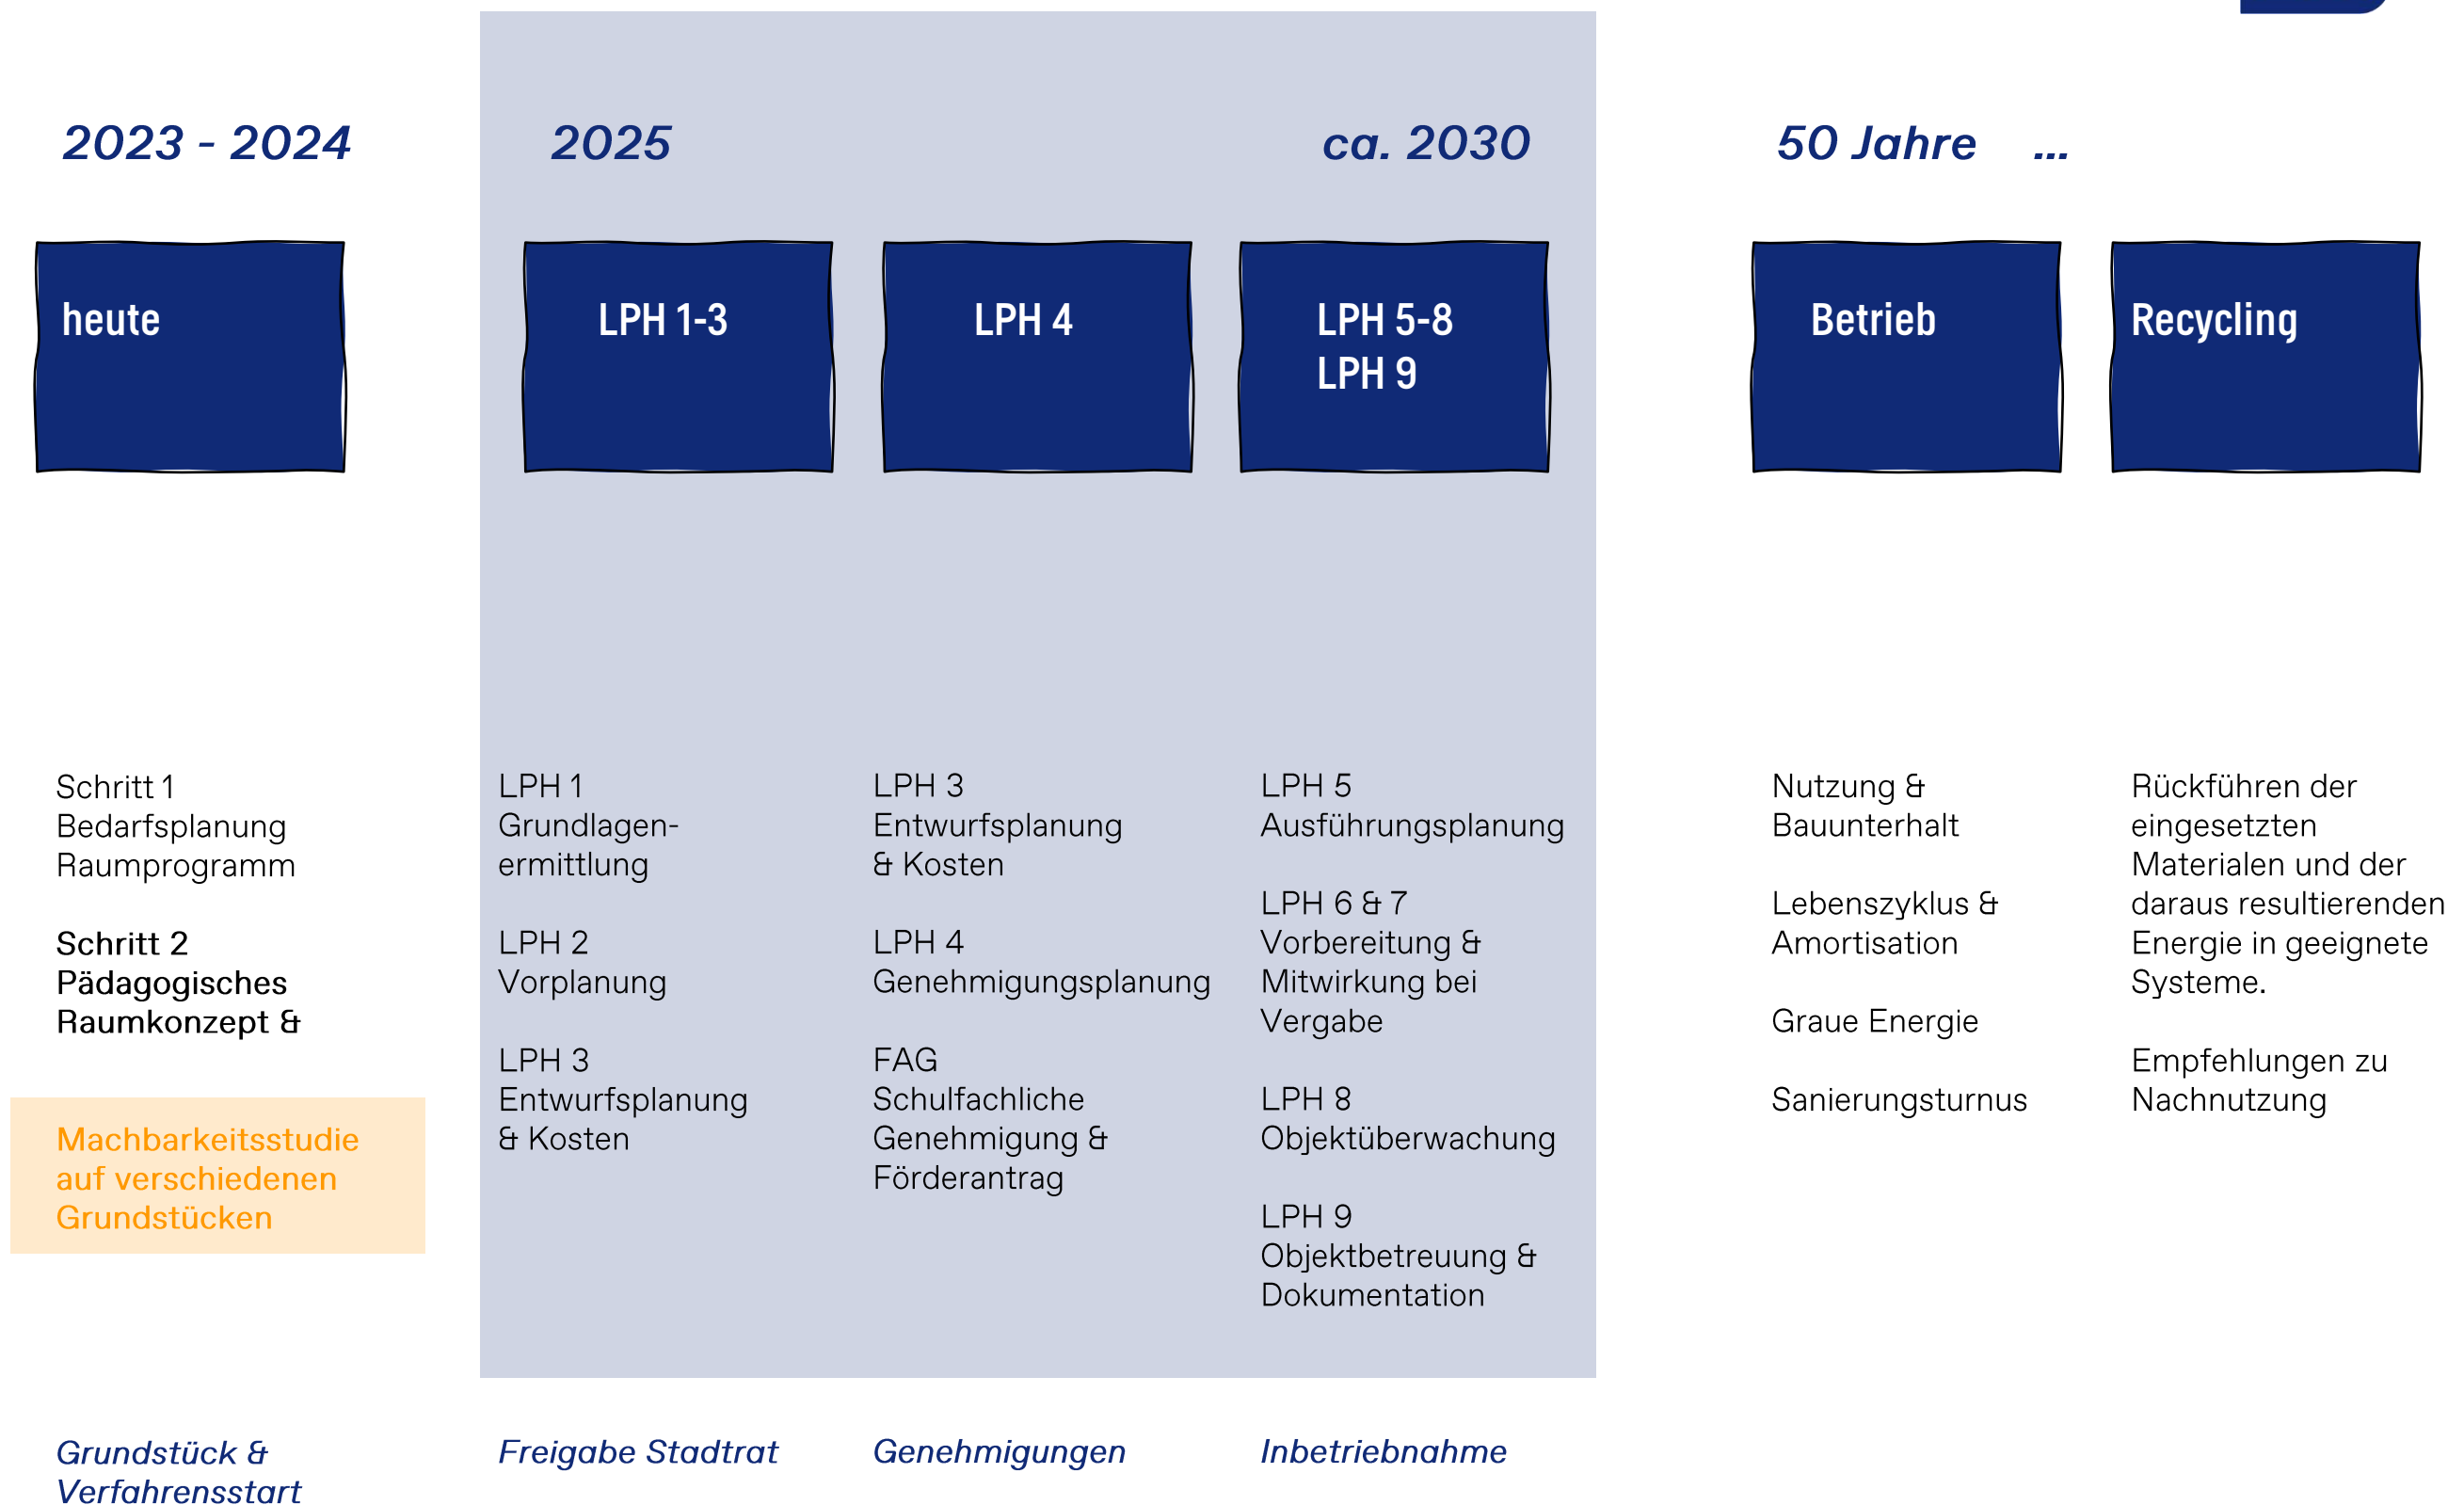 2023 - 2024
2025
ca. 2030
50 Jahre ...
heute
LPH 1-3
LPH 4
LPH 5-8
LPH 9
Betrieb
Recycling
Schritt 1
Bedarfsplanung
Raumprogramm
Schritt 2
Pädagogisches
Raumkonzept &
Machbarkeitsstudie
auf verschiedenen
Grundstücken
Grundstück &
Verfahrensstart
LPH 1
Grundlagen-
ermittlung
LPH 2
Vorplanung
LPH 3
Entwurfsplanung
& Kosten
Freigabe Stadtrat
LPH 3
Entwurfsplanung
& Kosten
LPH 4
Genehmigungsplanung
FAG
Schulfachliche
Genehmigung &
Förderantrag
Genehmigungen
LPH 5
Ausführungsplanung
LPH 6 & 7
Vorbereitung &
Mitwirkung bei
Vergabe
LPH 8
Objektüberwachung
LPH 9
Objektbetreuung &
Dokumentation
Inbetriebnahme
Nutzung &
Bauunterhalt
Lebenszyklus &
Amortisation
Graue Energie
Sanierungsturnus
Rückführen der
eingesetzten
Materialen und der
daraus resultierenden
Energie in geeignete
Systeme.
Empfehlungen zu
Nachnutzung